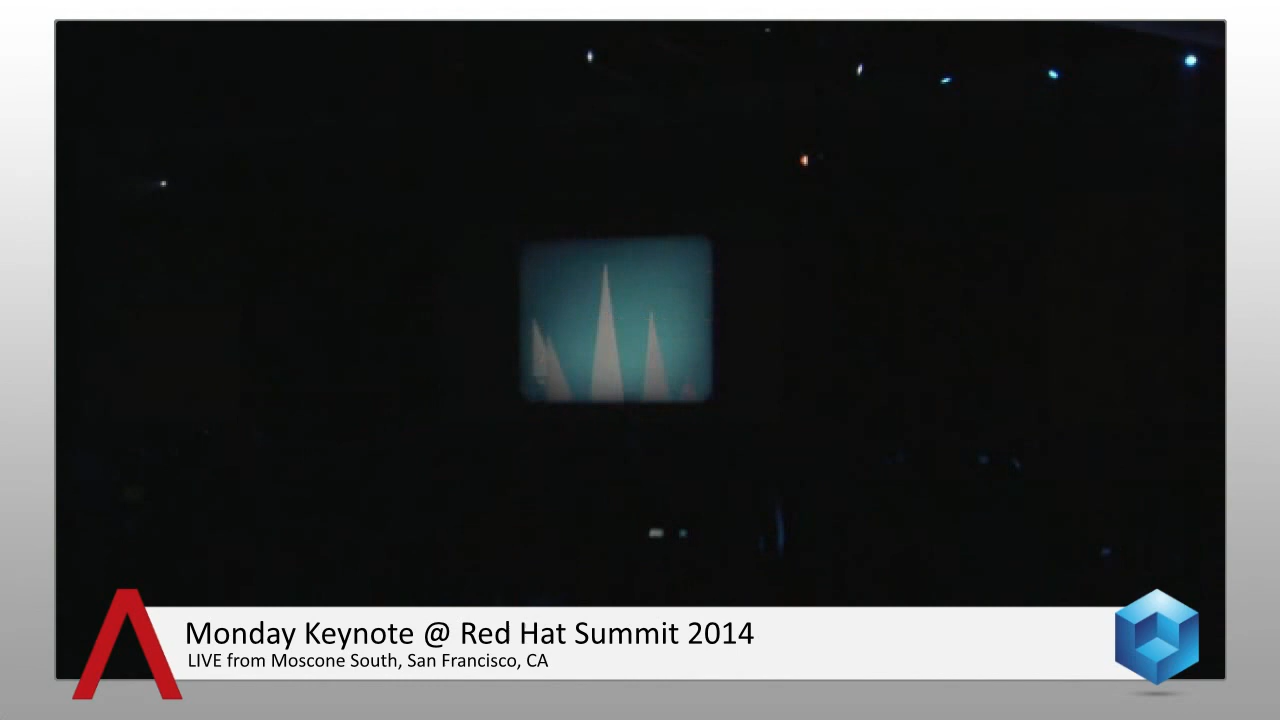 Monday Keynote @ Red Hat Summit 2014
LIVE from Moscone South, San Francisco, CA